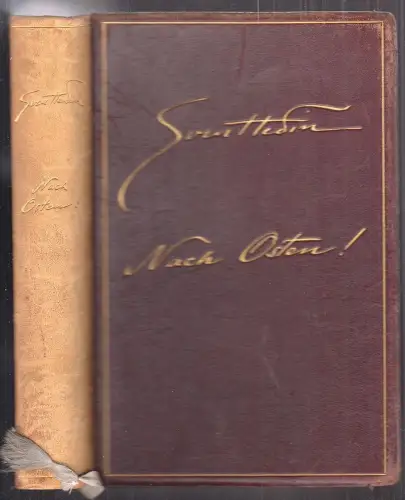 Sven Hedin
Nach
Osten!
Sven Hedin
Nach Osten!